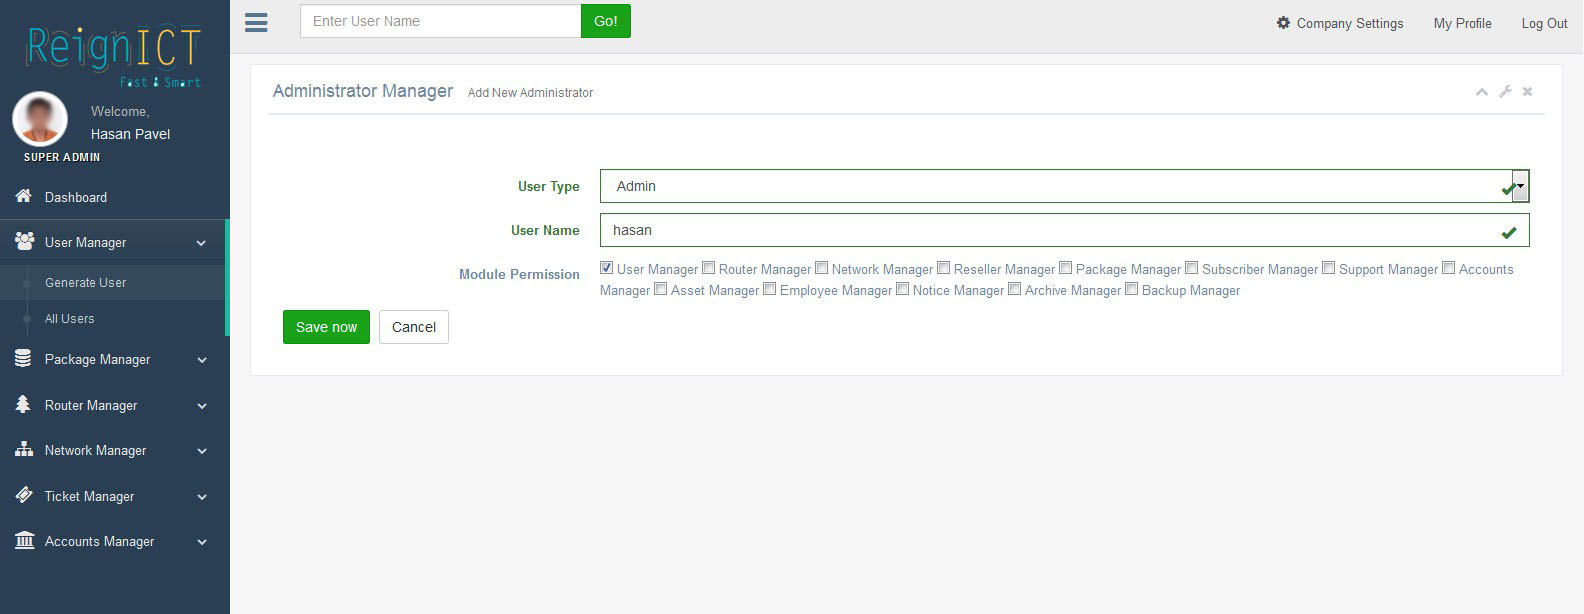 ReignICT
Fast & Smart
Welcome,
Hasan Pavel
SUPER ADMIN
Dashboard
User Manager
Generate User
All Users
Package Manager
Router Manager
Network Manager
Ticket Manager
Accounts Manager
Enter User Name Go!
Company Settings My Profile Log Out
Administrator Manager Add New Administrator
User Type Admin
User Name hasan
Module Permission User Manager Router Manager Network Manager Reseller Manager Package Manager Subscriber Manager Support Manager Accounts
Manager Asset Manager Employee Manager Notice Manager Archive Manager Backup Manager
Save now Cancel